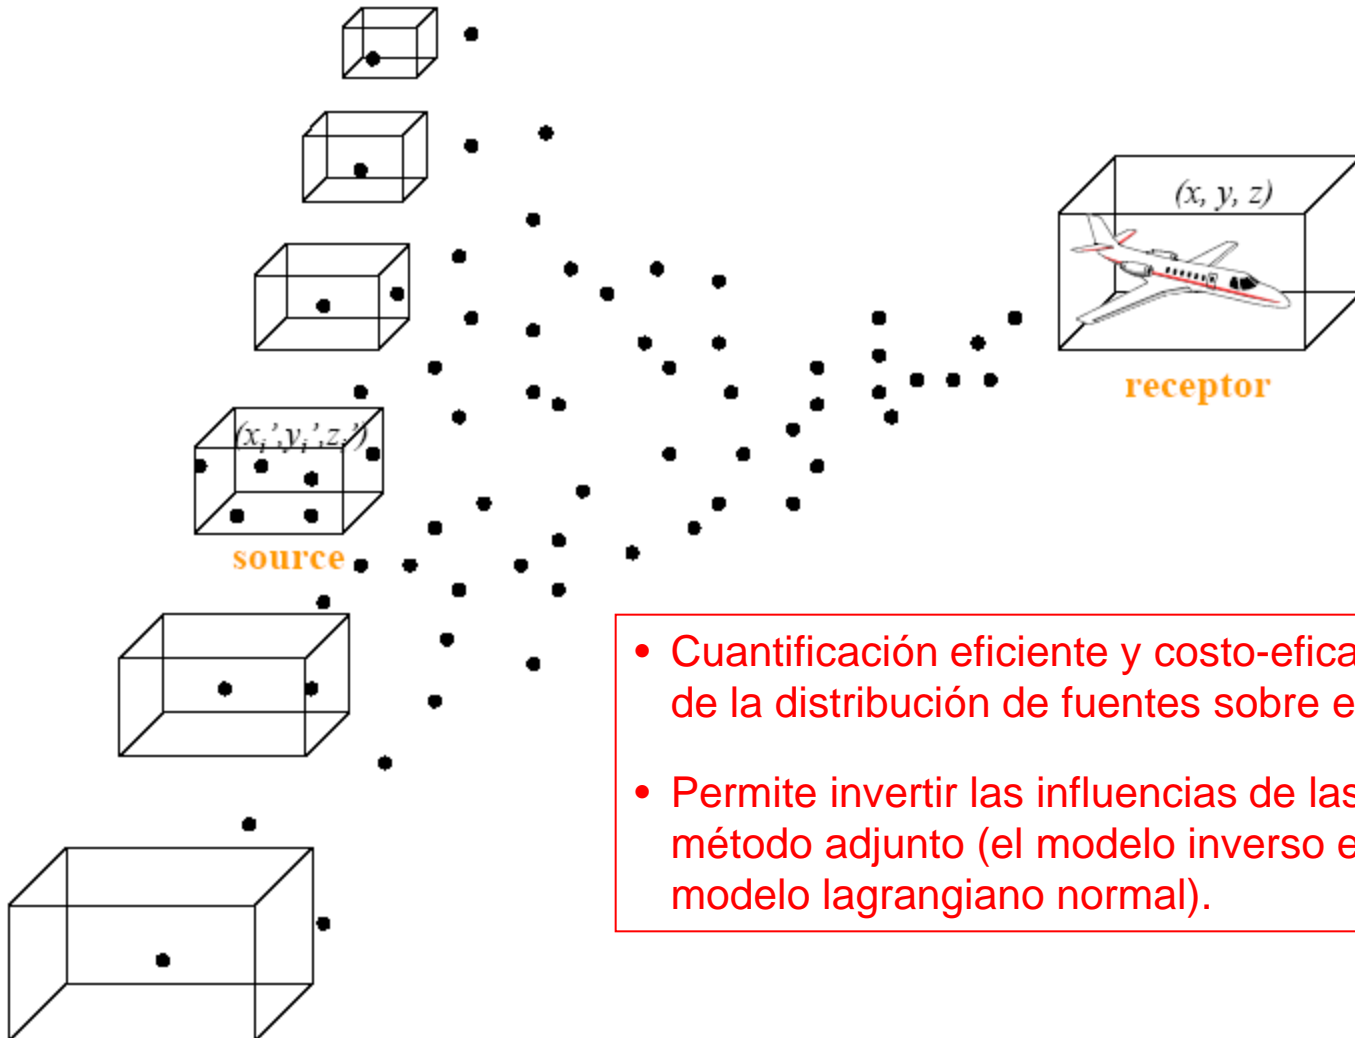 (x, y, z)
receptor
(xᵢ’,yᵢ’,zᵢ’)
source
• Cuantificación eficiente y costo-efica
de la distribución de fuentes sobre e
• Permite invertir las influencias de las
método adjunto (el modelo inverso e
modelo lagrangiano normal).